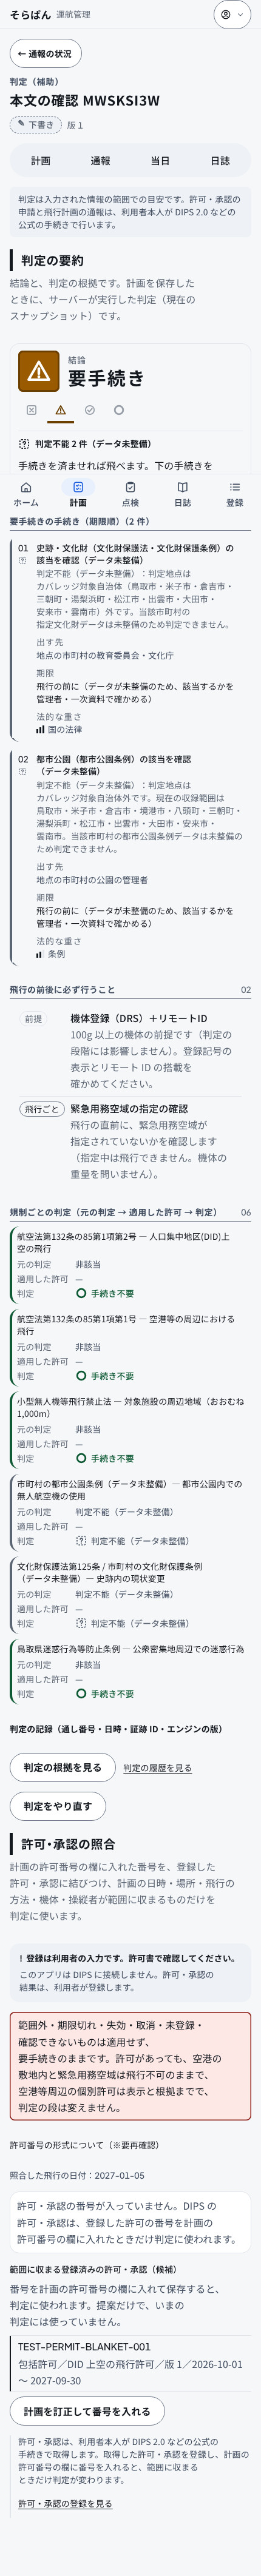 そらぱん 運航管理
← 通報の状況
判定（補助）
本文の確認 MWSKSI3W
✎ 下書き 版 1
計画 通報 当日 日誌
判定は入力された情報の範囲での目安です。許可・承認の
申請と飛行計画の通報は、利用者本人が DIPS 2.0 などの
公式の手続きで行います。
判定の要約
結論と、判定の根拠です。計画を保存した
ときに、サーバーが実行した判定（現在の
スナップショット）です。
結論
要手続き
判定不能 2 件（データ未整備）
手続きを済ませれば飛べます。下の手続きを
ホーム 計画 点検 日誌 登録
要手続きの手続き（期限順）（2 件）
01 史跡・文化財（文化財保護法・文化財保護条例）の
該当を確認（データ未整備）
判定不能（データ未整備）：判定地点は
カバレッジ対象自治体（鳥取市・米子市・倉吉市・
三朝町・湯梨浜町・松江市・出雲市・大田市・
安来市・雲南市）外です。当該市町村の
指定文化財データは未整備のため判定できません。
出す先
地点の市町村の教育委員会・文化庁
期限
飛行の前に（データが未整備のため、該当するかを
管理者・一次資料で確かめる）
法的な重さ
国の法律
02 都市公園（都市公園条例）の該当を確認
（データ未整備）
判定不能（データ未整備）：判定地点は
カバレッジ対象自治体外です。現在の収録範囲は
鳥取市・米子市・倉吉市・境港市・八頭町・三朝町・
湯梨浜町・松江市・出雲市・大田市・安来市・
雲南市。当該市町村の都市公園条例データは未整備の
ため判定できません。
出す先
地点の市町村の公園の管理者
期限
飛行の前に（データが未整備のため、該当するかを
管理者・一次資料で確かめる）
法的な重さ
条例
飛行の前後に必ず行うこと 02
前提 機体登録（DRS）＋リモートID
100g 以上の機体の前提です（判定の
段階には影響しません）。登録記号の
表示とリモート ID の搭載を
確かめてください。
飛行ごと 緊急用務空域の指定の確認
飛行の直前に、緊急用務空域が
指定されていないかを確認します
（指定中は飛行できません。機体の
重量を問いません）。
規制ごとの判定（元の判定 → 適用した許可 → 判定） 06
航空法第132条の85第1項第2号 — 人口集中地区(DID)上
空の飛行
元の判定 非該当
適用した許可 —
判定 手続き不要
航空法第132条の85第1項第1号 — 空港等の周辺における
飛行
元の判定 非該当
適用した許可 —
判定 手続き不要
小型無人機等飛行禁止法 — 対象施設の周辺地域（おおむね
1,000m）
元の判定 非該当
適用した許可 —
判定 手続き不要
市町村の都市公園条例（データ未整備）— 都市公園内での
無人航空機の使用
元の判定 判定不能（データ未整備）
適用した許可 —
判定 判定不能（データ未整備）
文化財保護法第125条 / 市町村の文化財保護条例
（データ未整備）— 史跡内の現状変更
元の判定 判定不能（データ未整備）
適用した許可 —
判定 判定不能（データ未整備）
鳥取県迷惑行為等防止条例 — 公衆密集地周辺での迷惑行為
元の判定 非該当
適用した許可 —
判定 手続き不要
判定の記録（通し番号・日時・証跡 ID・エンジンの版）
判定の根拠を見る 判定の履歴を見る
判定をやり直す
許可・承認の照合
計画の許可番号の欄に入れた番号を、登録した
許可・承認に結びつけ、計画の日時・場所・飛行の
方法・機体・操縦者が範囲に収まるものだけを
判定に使います。
! 登録は利用者の入力です。許可書で確認してください。
このアプリは DIPS に接続しません。許可・承認の
結果は、利用者が登録します。
範囲外・期限切れ・失効・取消・未登録・
確認できないものは適用せず、
要手続きのままです。許可があっても、空港の
敷地内と緊急用務空域は飛行不可のままで、
空港等周辺の個別許可は表示と根拠までで、
判定の段は変えません。
許可番号の形式について（※要再確認）
照合した飛行の日付：2027-01-05
許可・承認の番号が入っていません。DIPS の
許可・承認は、登録した許可の番号を計画の
許可番号の欄に入れたときだけ判定に使われます。
範囲に収まる登録済みの許可・承認（候補）
番号を計画の許可番号の欄に入れて保存すると、
判定に使われます。提案だけで、いまの
判定には使っていません。
TEST-PERMIT-BLANKET-001
包括許可／DID 上空の飛行許可／版 1／2026-10-01
～ 2027-09-30
計画を訂正して番号を入れる
許可・承認は、利用者本人が DIPS 2.0 などの公式の
手続きで取得します。取得した許可・承認を登録し、計画の
許可番号の欄に番号を入れると、範囲に収まる
ときだけ判定が変わります。
許可・承認の登録を見る